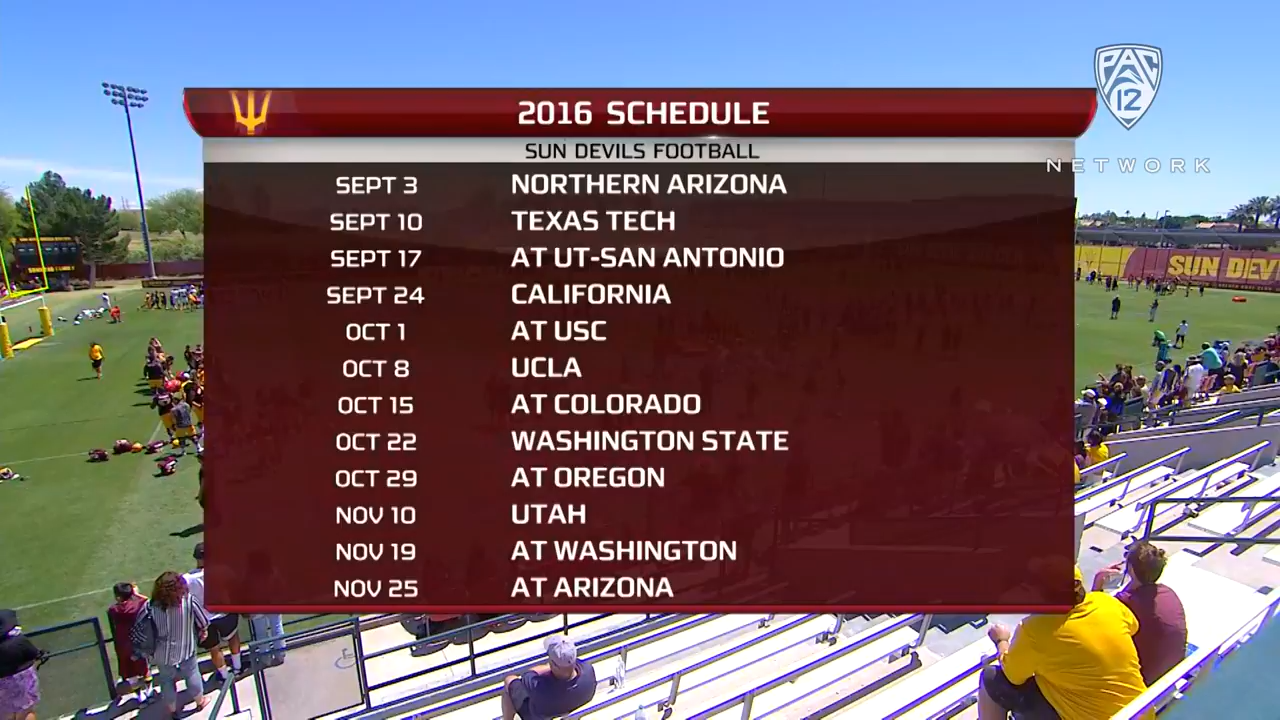 2016 SCHEDULE
SUN DEVILS FOOTBALL
SEPT 3 NORTHERN ARIZONA
SEPT 10 TEXAS TECH
SEPT 17 AT UT-SAN ANTONIO
SEPT 24 CALIFORNIA
OCT 1 AT USC
OCT 8 UCLA
OCT 15 AT COLORADO
OCT 22 WASHINGTON STATE
OCT 29 AT OREGON
NOV 10 UTAH
NOV 19 AT WASHINGTON
NOV 25 AT ARIZONA
PAC
12
NETWORK
SUN DEVI